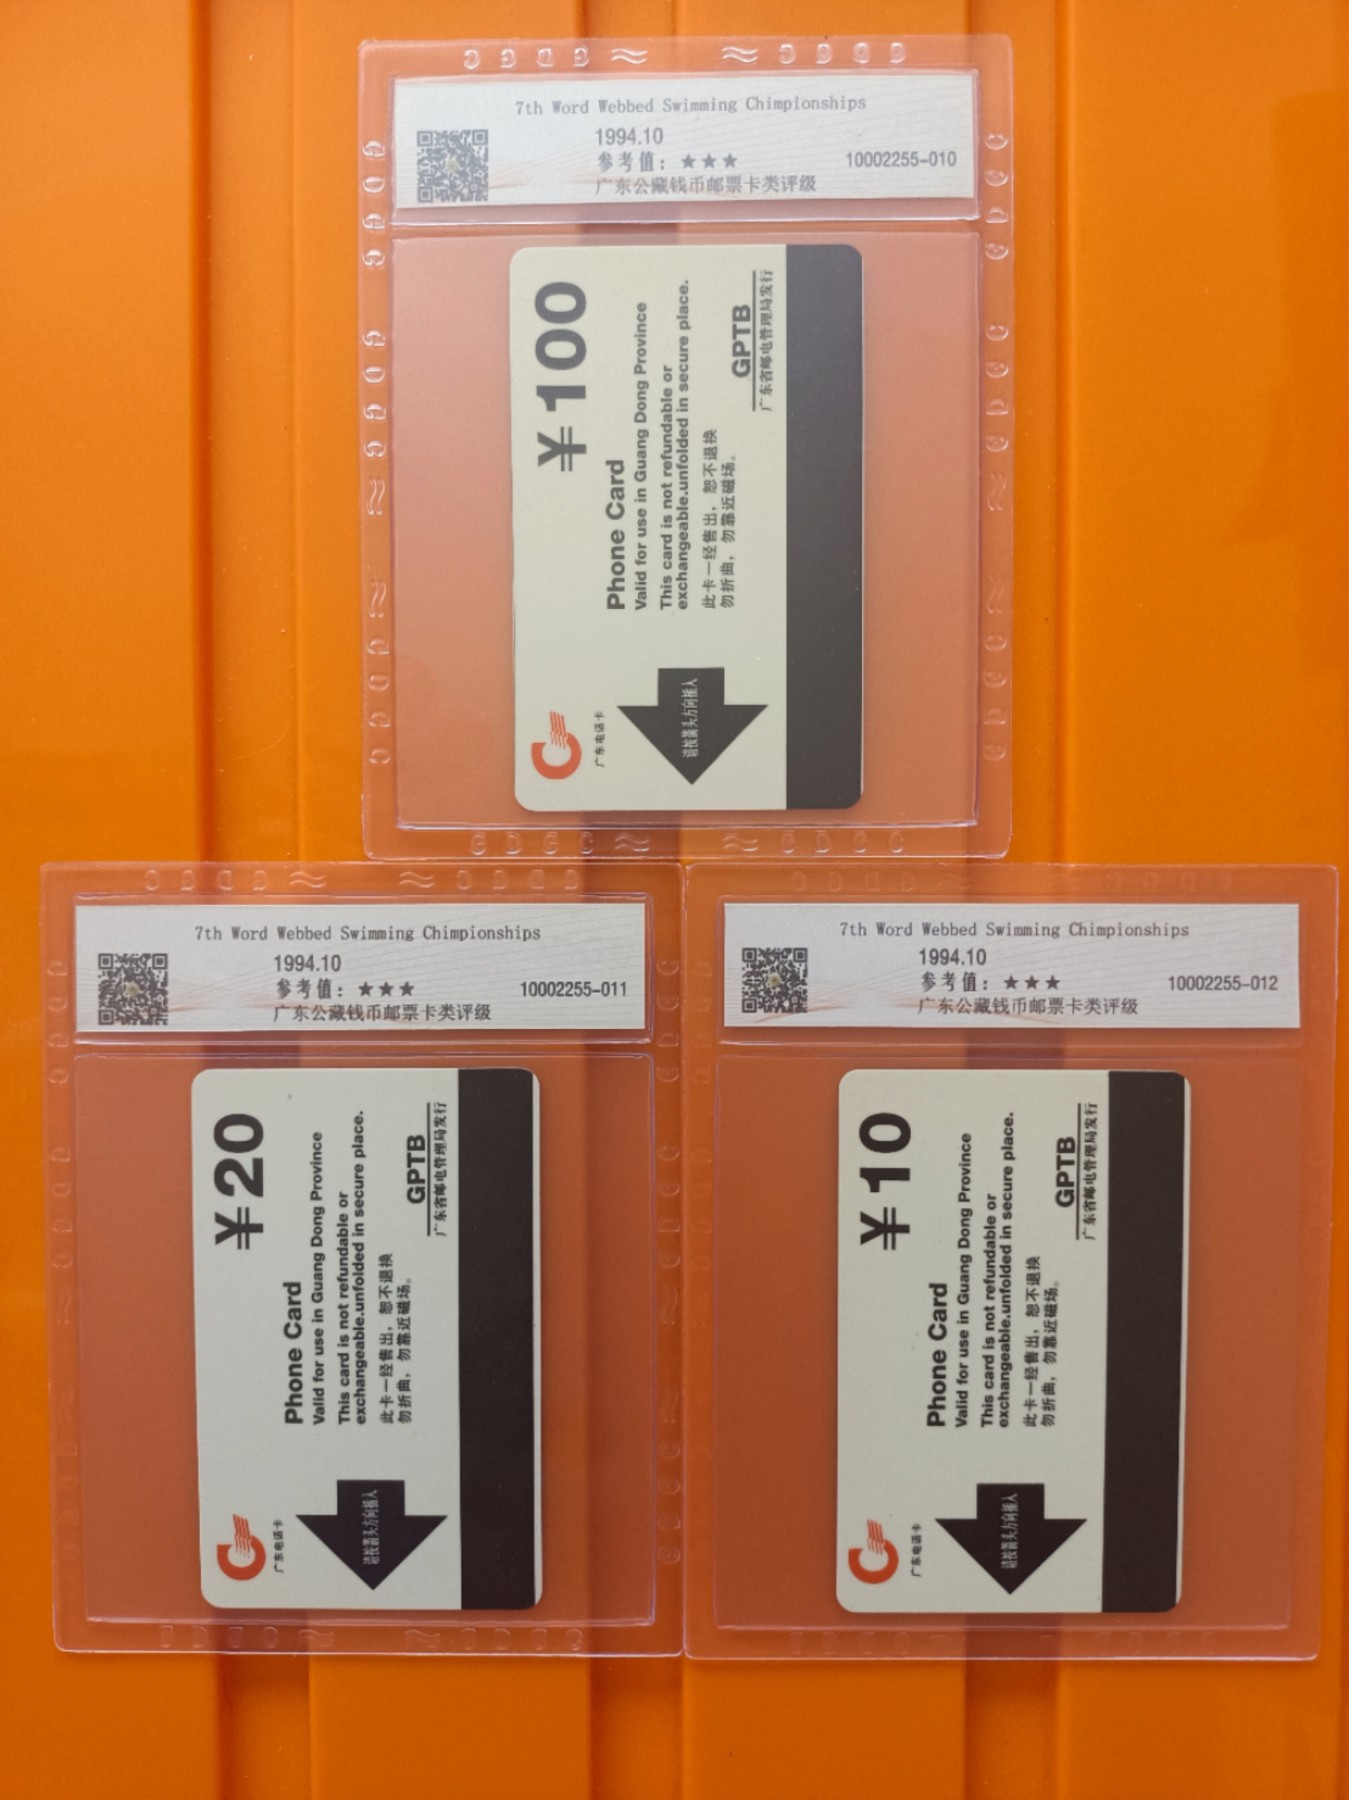 7th Word Webbed Swimming Chimpionships
1994.10
参考值：★★★
10002255-010
广东公藏钱币邮票卡类评级
¥100
Phone Card
Valid for use in Guang Dong Province
This card is not refundable or
exchangeable.unfolded in secure place.
此卡一经售出，恕不退换
勿折曲，勿靠近磁场。
GPTB
广东省邮电管理局发行
请按箭头方向插入
广东电话卡
7th Word Webbed Swimming Chimpionships
1994.10
参考值：★★★
10002255-011
广东公藏钱币邮票卡类评级
¥20
Phone Card
Valid for use in Guang Dong Province
This card is not refundable or
exchangeable.unfolded in secure place.
此卡一经售出，恕不退换
勿折曲，勿靠近磁场。
GPTB
广东省邮电管理局发行
请按箭头方向插入
广东电话卡
7th Word Webbed Swimming Chimpionships
1994.10
参考值：★★★
10002255-012
广东公藏钱币邮票卡类评级
¥10
Phone Card
Valid for use in Guang Dong Province
This card is not refundable or
exchangeable.unfolded in secure place.
此卡一经售出，恕不退换
勿折曲，勿靠近磁场。
GPTB
广东省邮电管理局发行
请按箭头方向插入
广东电话卡